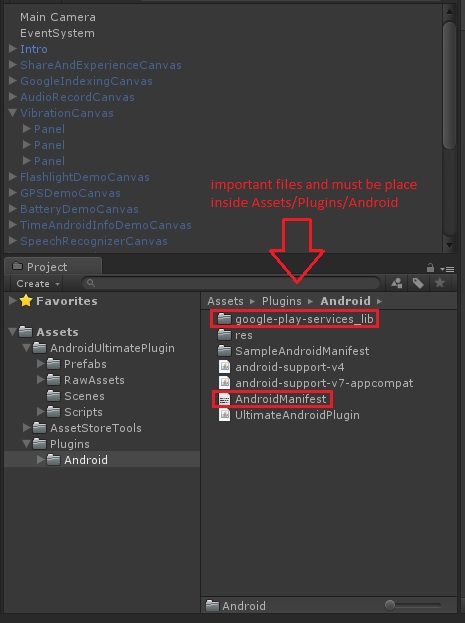 Main Camera
EventSystem
Intro
ShareAndExperienceCanvas
GoogleIndexingCanvas
AudioRecordCanvas
VibrationCanvas
Panel
Panel
Panel
FlashlightDemoCanvas
GPSDemoCanvas
BatteryDemoCanvas
TimeAndroidInfoDemoCanvas
SpeechRecognizerCanvas
important files and must be place
inside Assets/Plugins/Android
Project
Create
Favorites
Assets
AndroidUltimatePlugin
Prefabs
RawAssets
Scenes
Scripts
AssetStoreTools
Plugins
Android
Assets Plugins Android
google-play-services_lib
res
SampleAndroidManifest
android-support-v4
android-support-v7-appcompat
AndroidManifest
UltimateAndroidPlugin
Android